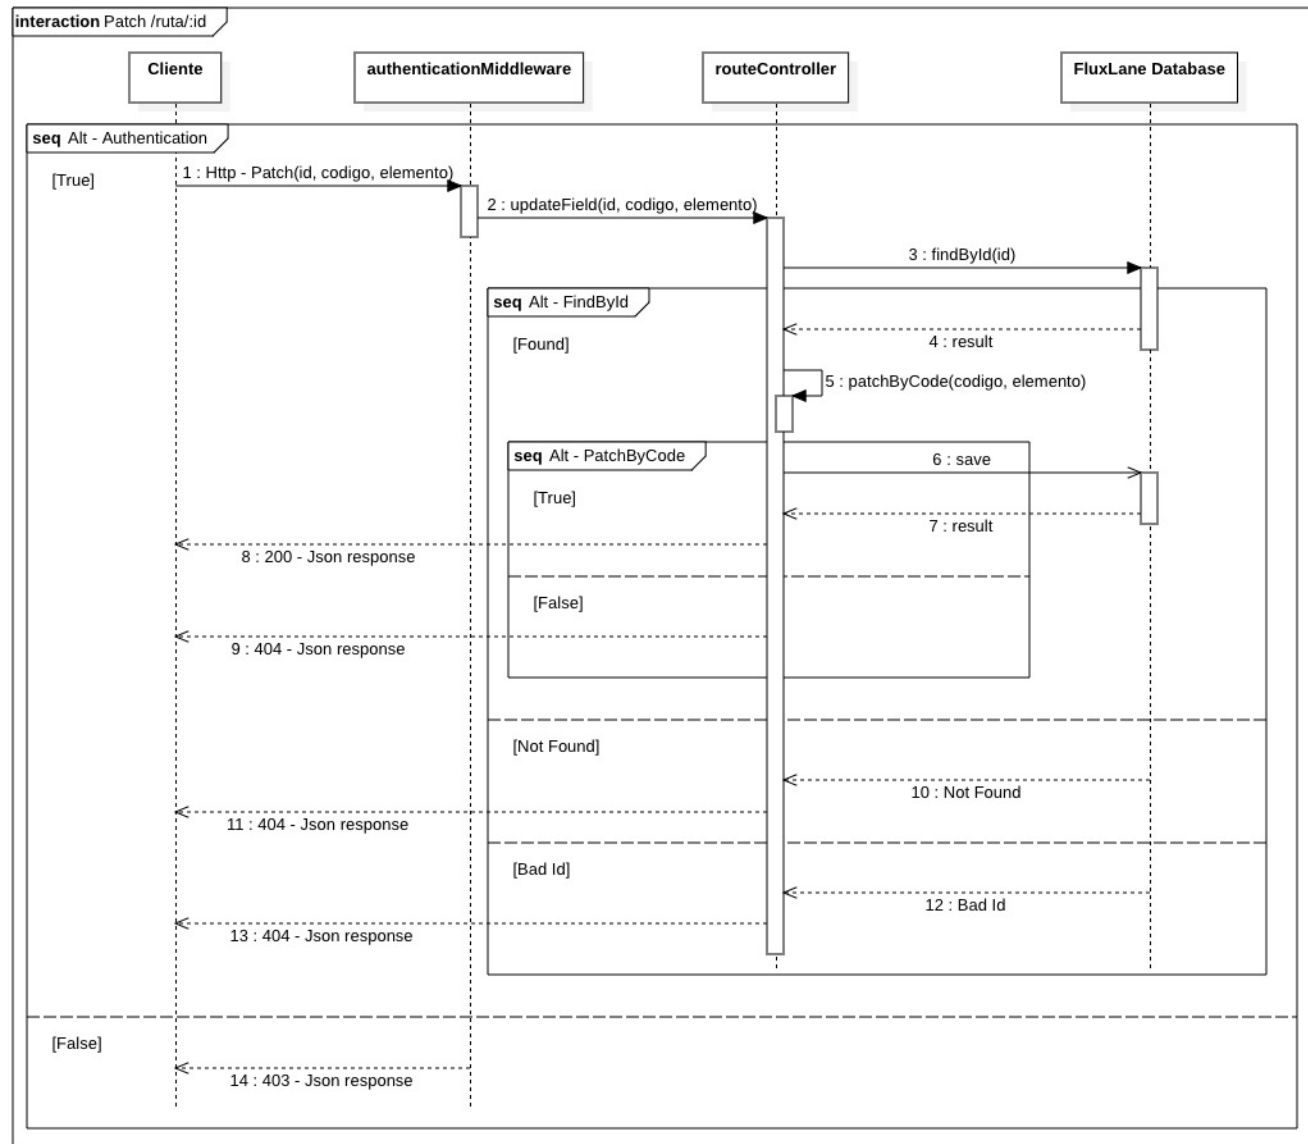 interaction Patch /ruta/:id
Cliente
authenticationMiddleware
routeController
FluxLane Database
seq Alt - Authentication
[True]
1 : Http - Patch(id, codigo, elemento)
2 : updateField(id, codigo, elemento)
3 : findById(id)
seq Alt - FindById
[Found]
4 : result
5 : patchByCode(codigo, elemento)
seq Alt - PatchByCode
6 : save
[True]
7 : result
8 : 200 - Json response
[False]
9 : 404 - Json response
[Not Found]
10 : Not Found
11 : 404 - Json response
[Bad Id]
12 : Bad Id
13 : 404 - Json response
[False]
14 : 403 - Json response